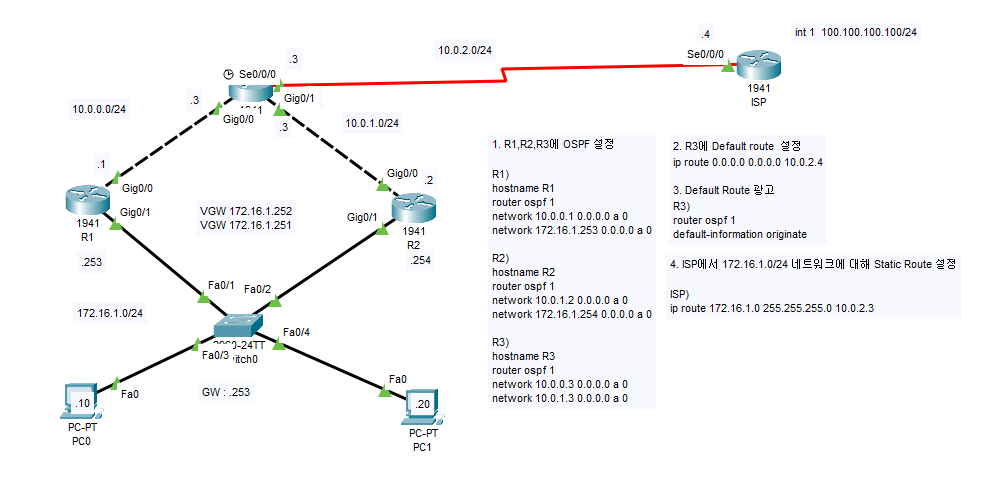 .4
int 1  100.100.100.100/24
10.0.2.0/24
Se0/0/0
.3
Se0/0/0
1941
ISP
Gig0/1
10.0.0.0/24
.3
1941
Gig0/0
.3
10.0.1.0/24
.1
Gig0/0
Gig0/0
.2
Gig0/1
1941
R1
VGW 172.16.1.252
VGW 172.16.1.251
Gig0/1
1941
R2
.253
.254
Fa0/1
Fa0/2
172.16.1.0/24
Fa0/4
2960-24TT
Fa0/3
witch0
GW : .253
.10
Fa0
PC-PT
PC0
Fa0
.20
PC-PT
PC1
1. R1,R2,R3에 OSPF 설정
R1)
hostname R1
router ospf 1
network 10.0.0.1 0.0.0.0 a 0
network 172.16.1.253 0.0.0.0 a 0
R2)
hostname R2
router ospf 1
network 10.0.1.2 0.0.0.0 a 0
network 172.16.1.254 0.0.0.0 a 0
R3)
hostname R3
router ospf 1
network 10.0.0.3 0.0.0.0 a 0
network 10.0.1.3 0.0.0.0 a 0
2. R3에 Default route 설정
ip route 0.0.0.0 0.0.0.0 10.0.2.4
3. Default Route 광고
R3)
router ospf 1
default-information originate
4. ISP에서 172.16.1.0/24 네트워크에 대해 Static Route 설정
ISP)
ip route 172.16.1.0 255.255.255.0 10.0.2.3